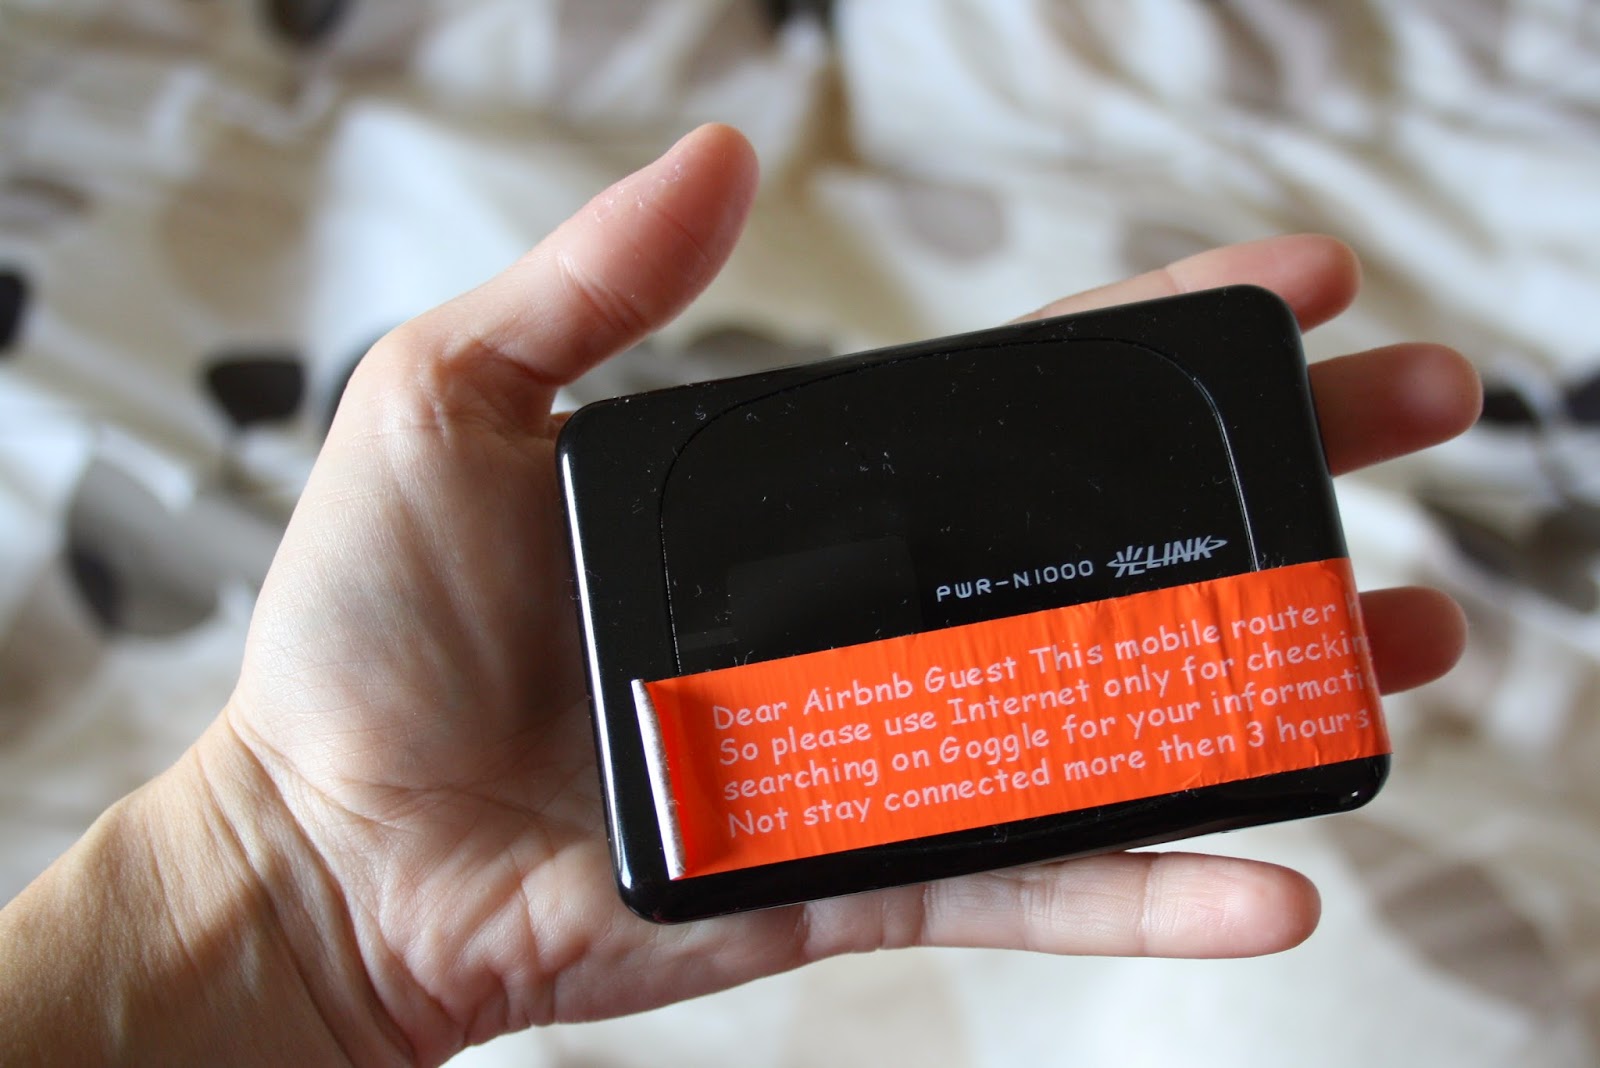 PWR-N1000 LINK
Dear Airbnb Guest This mobile router
So please use Internet only for
searching on Goggle for your
Not stay connected more then 3 hours